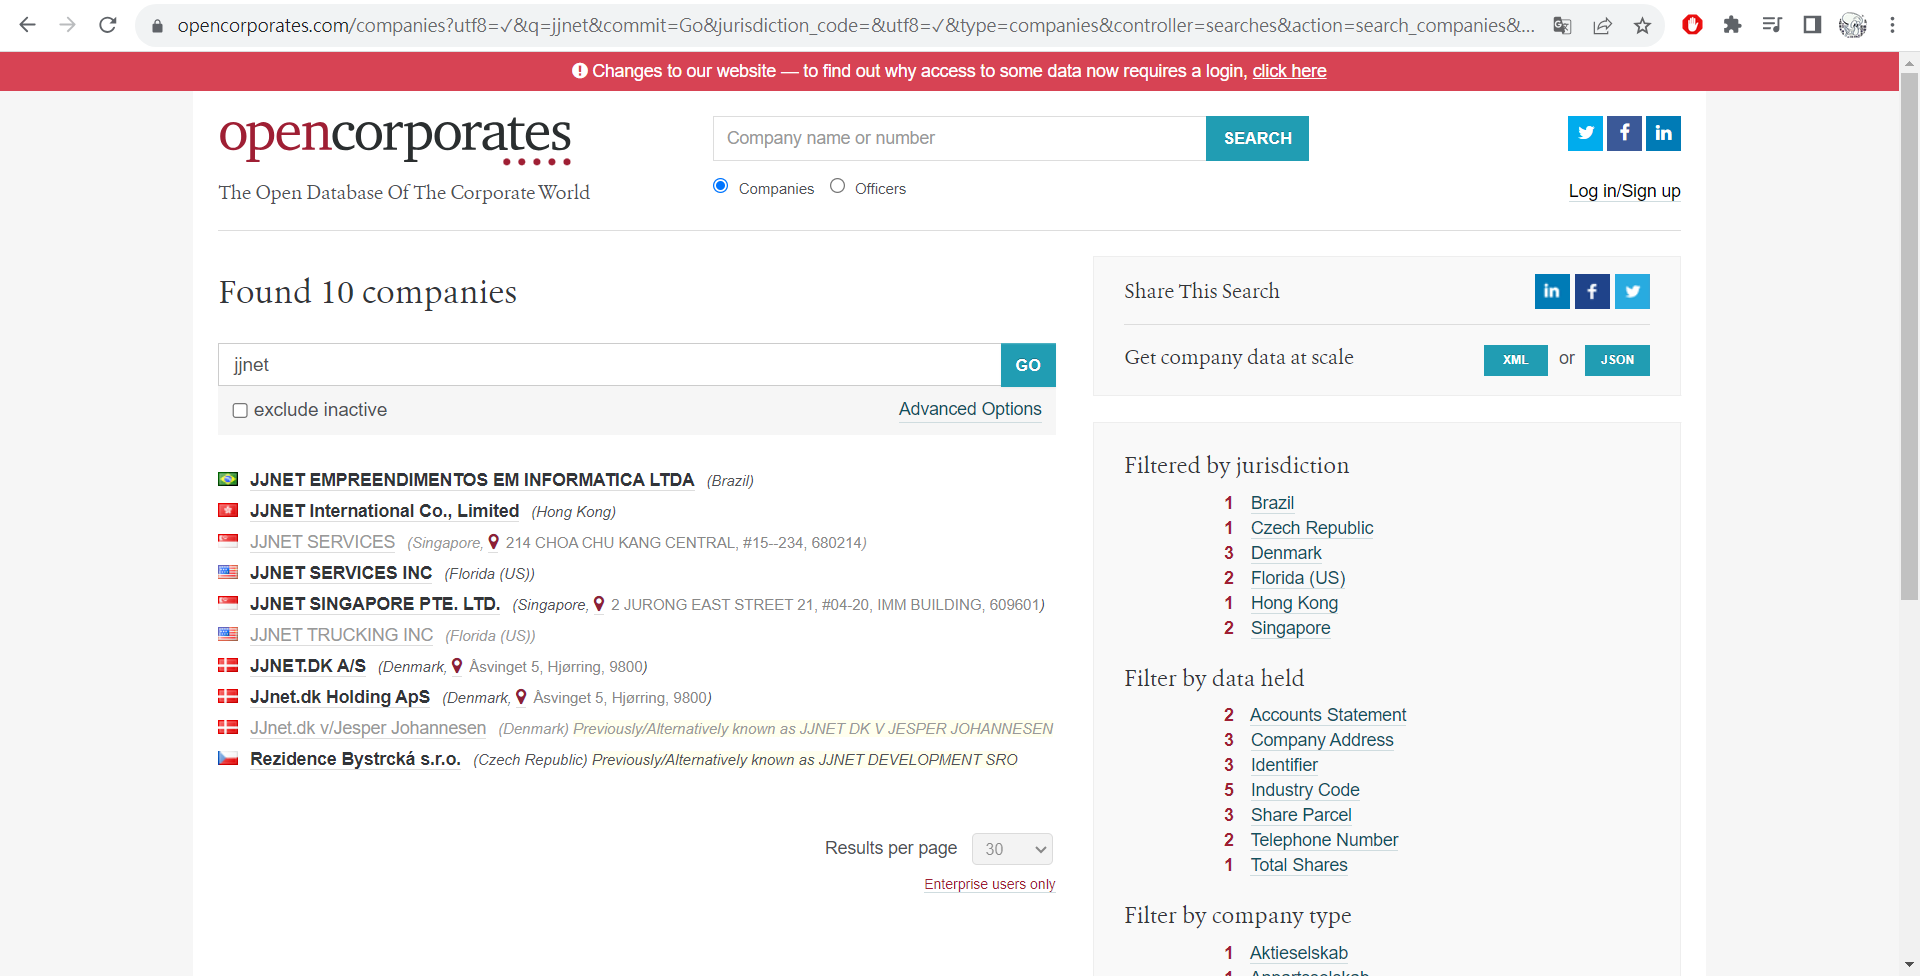 opencorporates.com/companies?utf8=✓&q=jjnet&commit=Go&jurisdiction_code=&utf8=✓&type=companies&controller=searches&action=search_companies&...
Changes to our website — to find out why access to some data now requires a login, click here
opencorporates
The Open Database Of The Corporate World
Company name or number
SEARCH
Companies
Officers
Log in/Sign up
Found 10 companies
jjnet
GO
exclude inactive
Advanced Options
JJNET EMPREENDIMENTOS EM INFORMATICA LTDA (Brazil)
JJNET International Co., Limited (Hong Kong)
JJNET SERVICES (Singapore, 214 CHOA CHU KANG CENTRAL, #15--234, 680214)
JJNET SERVICES INC (Florida (US))
JJNET SINGAPORE PTE. LTD. (Singapore, 2 JURONG EAST STREET 21, #04-20, IMM BUILDING, 609601)
JJNET TRUCKING INC (Florida (US))
JJNET.DK A/S (Denmark, Åsvinget 5, Hjørring, 9800)
JJnet.dk Holding ApS (Denmark, Åsvinget 5, Hjørring, 9800)
JJnet.dk v/Jesper Johannesen (Denmark) Previously/Alternatively known as JJNET DK V JESPER JOHANNESEN
Rezidence Bystrcká s.r.o. (Czech Republic) Previously/Alternatively known as JJNET DEVELOPMENT SRO
Results per page 30
Enterprise users only
Share This Search
Get company data at scale
XML or JSON
Filtered by jurisdiction
1 Brazil
1 Czech Republic
3 Denmark
2 Florida (US)
1 Hong Kong
2 Singapore
Filter by data held
2 Accounts Statement
3 Company Address
3 Identifier
5 Industry Code
3 Share Parcel
2 Telephone Number
1 Total Shares
Filter by company type
1 Aktieselskab